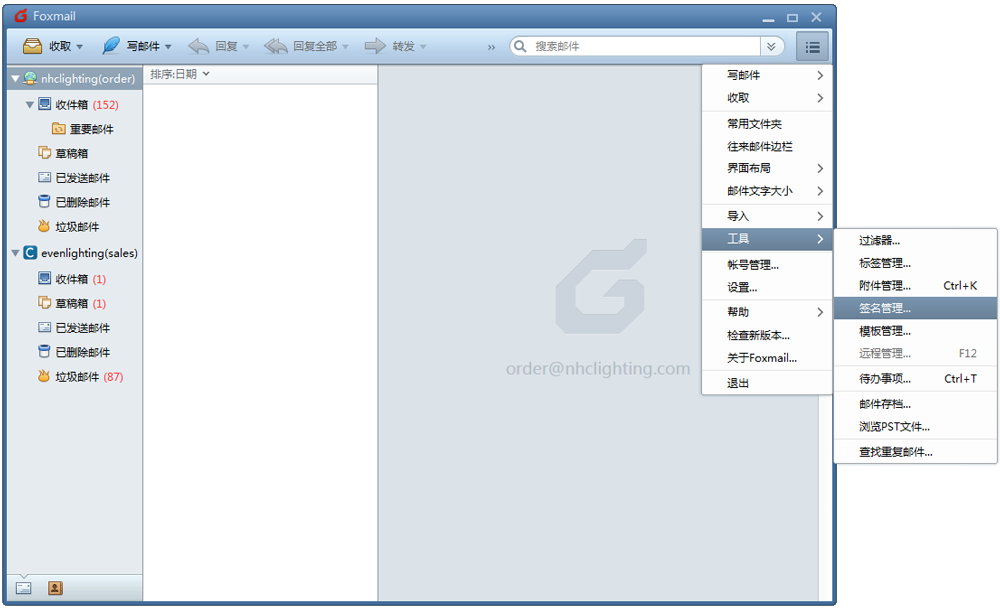 Foxmail
收取
写邮件
回复
回复全部
转发
»
搜索邮件
nhclighting(order)
收件箱 (152)
重要邮件
草稿箱
已发送邮件
已删除邮件
垃圾邮件
evenlighting(sales)
收件箱 (1)
草稿箱 (1)
已发送邮件
已删除邮件
垃圾邮件 (87)
排序:日期
order@nhclighting.com
写邮件
收取
常用文件夹
往来邮件边栏
界面布局
邮件文字大小
导入
工具
帐号管理...
设置...
帮助
检查新版本...
关于Foxmail...
退出
过滤器...
标签管理...
附件管理... Ctrl+K
签名管理...
模板管理...
远程管理... F12
待办事项... Ctrl+T
邮件存档...
浏览PST文件...
查找重复邮件...